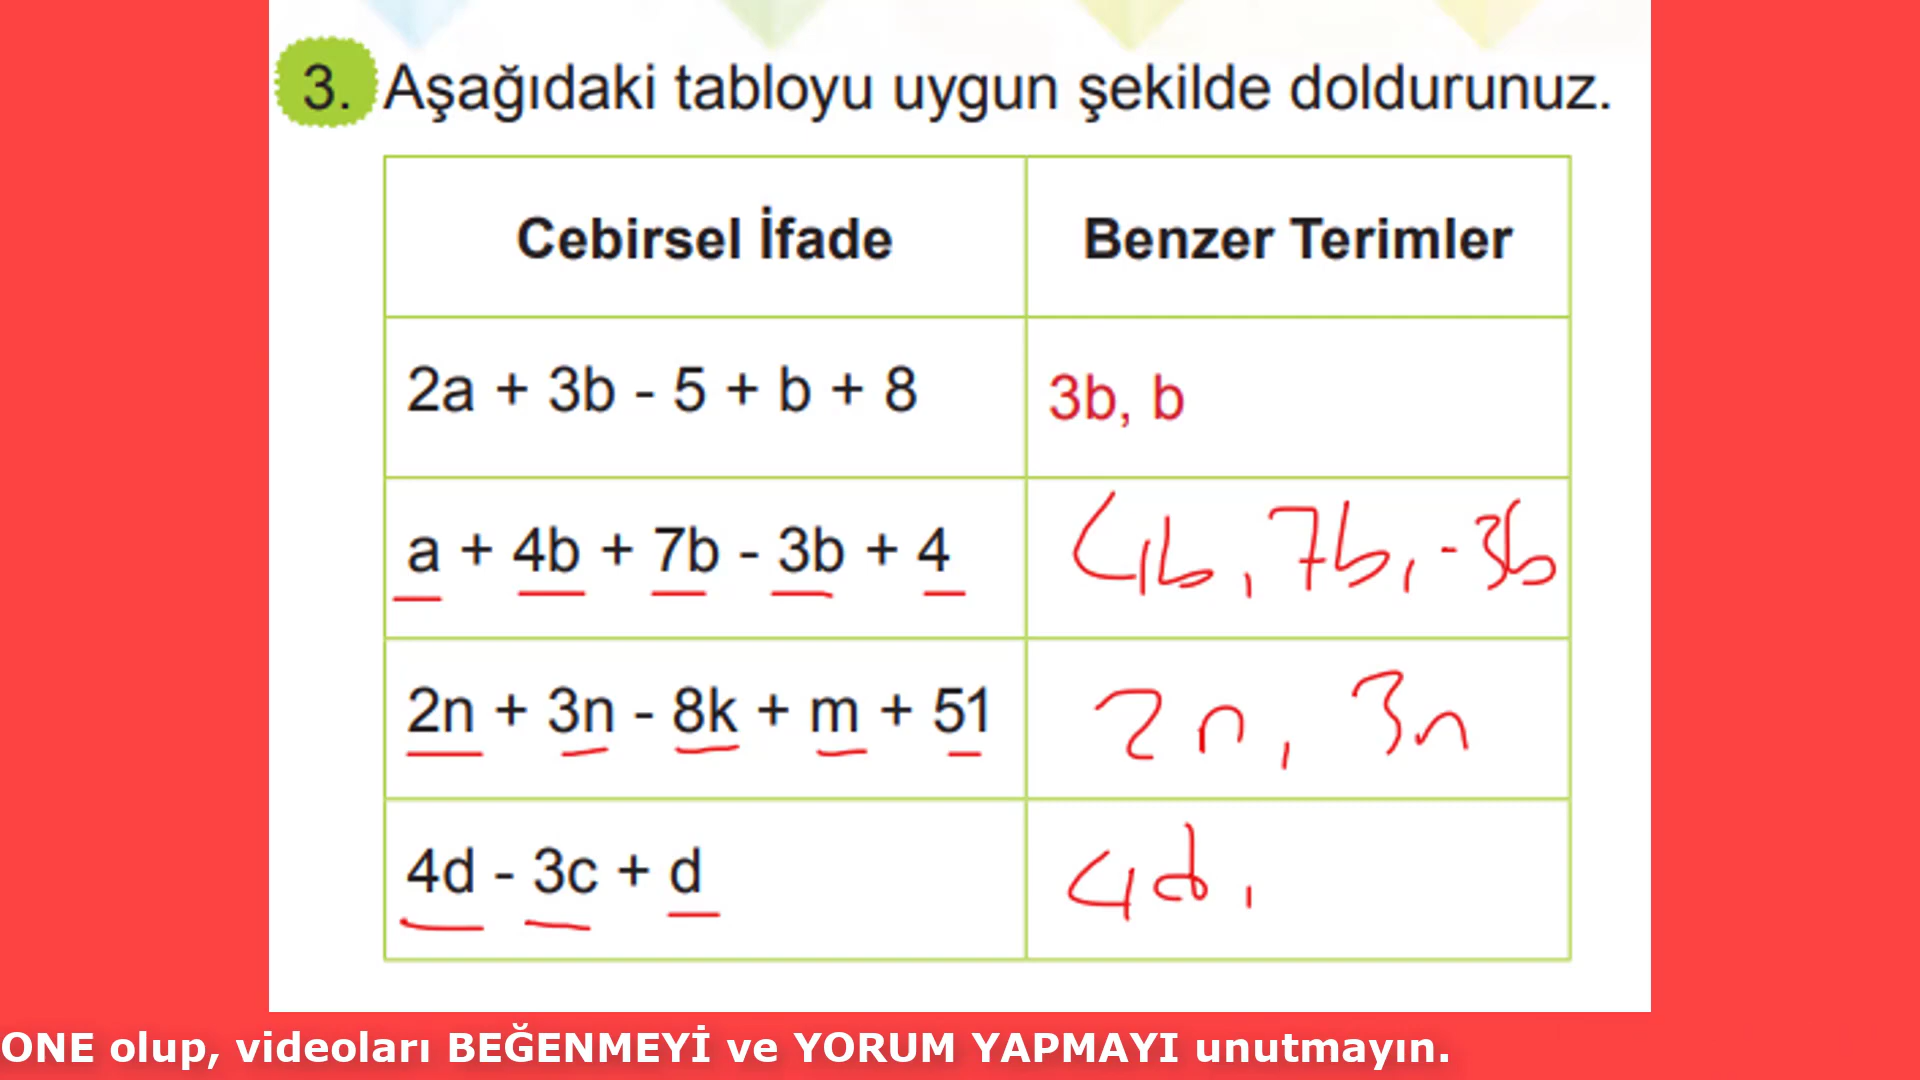 3. Aşağıdaki tabloyu uygun şekilde doldurunuz.
Cebirsel İfade Benzer Terimler
2a + 3b - 5 + b + 8 3b, b
a + 4b + 7b - 3b + 4 4b, 7b, -3b
2n + 3n - 8k + m + 51 2n, 3n
4d - 3c + d 4d,
ONE olup, videoları BEĞENMEYİ ve YORUM YAPMAYI unutmayın.